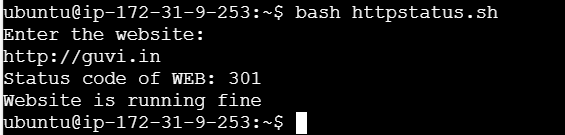 ubuntu@ip-172-31-9-253:~$ bash httpstatus.sh
Enter the website:
http://guvi.in
Status code of WEB: 301
Website is running fine
ubuntu@ip-172-31-9-253:~$